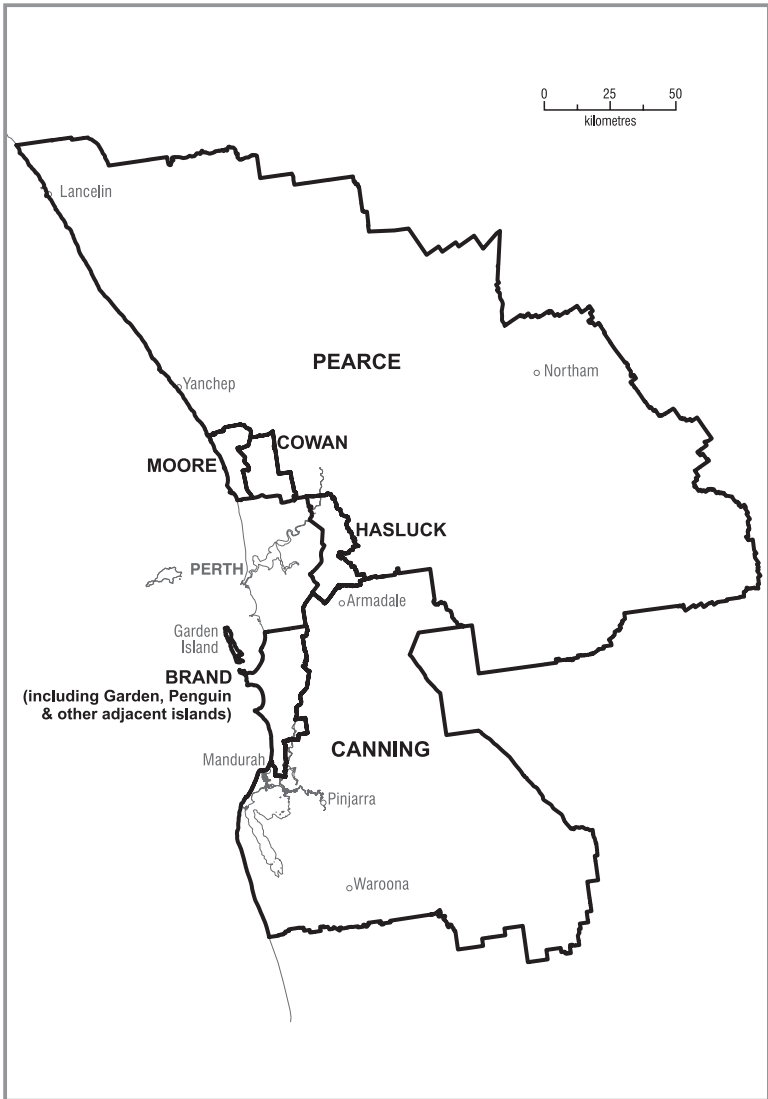 0 25 50
kilometres
Lancelin
PEARCE
Northam
Yanchep
COWAN
MOORE
HASLUCK
PERTH
Armadale
Garden
Island
BRAND
(including Garden, Penguin
& other adjacent islands)
CANNING
Mandurah
Pinjarra
Waroona